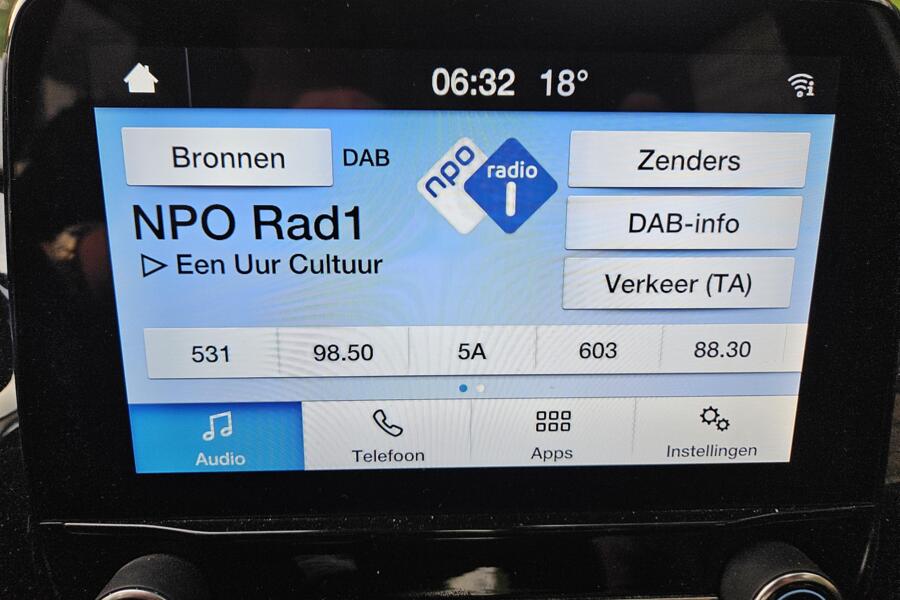 06:32 18°
Bronnen DAB
npo radio 1
Zenders
NPO Rad1
DAB-info
Een Uur Cultuur
Verkeer (TA)
531 98.50 5A 603 88.30
Audio Telefoon Apps Instellingen